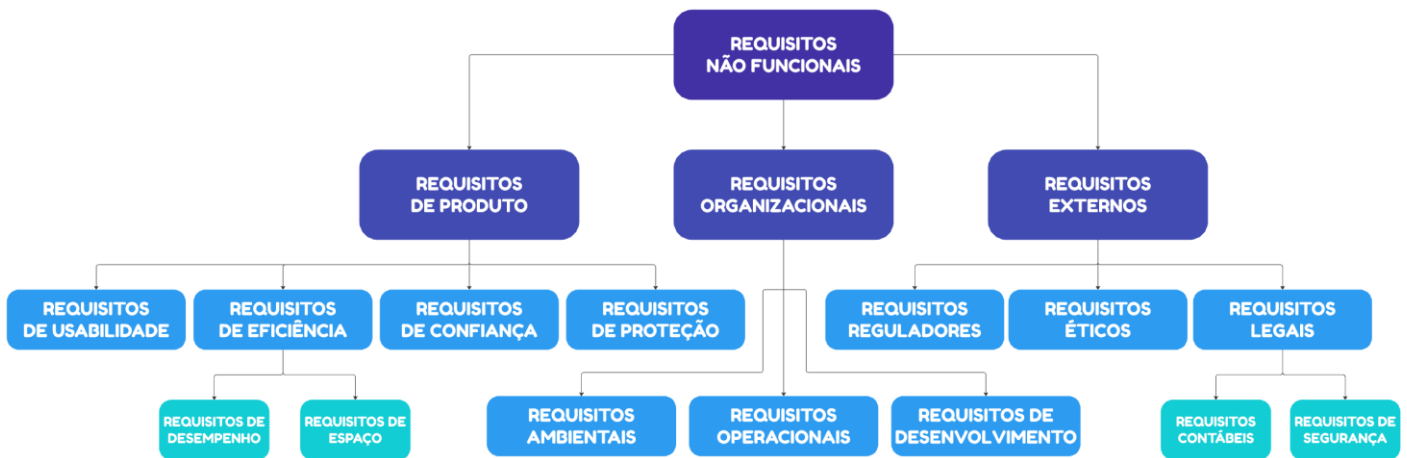 REQUISITOS
NÃO FUNCIONAIS
REQUISITOS
DE PRODUTO
REQUISITOS
ORGANIZACIONAIS
REQUISITOS
EXTERNOS
REQUISITOS
DE USABILIDADE
REQUISITOS
DE EFICIÊNCIA
REQUISITOS
DE CONFIANÇA
REQUISITOS
DE PROTEÇÃO
REQUISITOS
REGULADORES
REQUISITOS
ÉTICOS
REQUISITOS
LEGAIS
REQUISITOS DE
DESEMPENHO
REQUISITOS DE
ESPAÇO
REQUISITOS
AMBIENTAIS
REQUISITOS
OPERACIONAIS
REQUISITOS DE
DESENVOLVIMENTO
REQUISITOS
CONTÁBEIS
REQUISITOS DE
SEGURANÇA